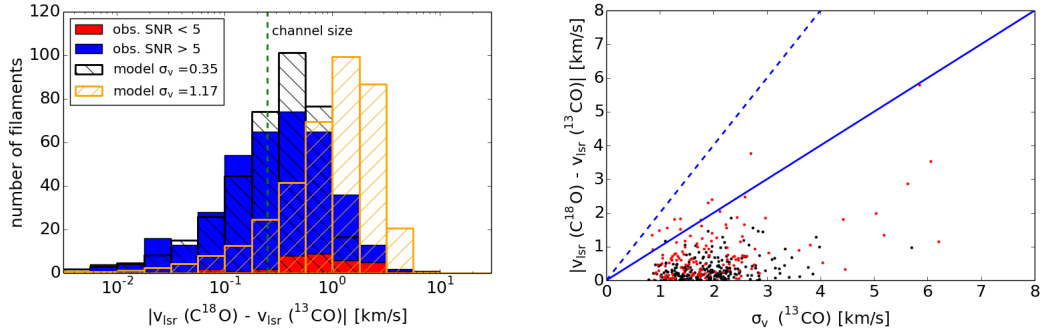 120
100
80
60
40
20
0
number of filaments
obs. SNR < 5
obs. SNR > 5
model σv =0.35
model σv =1.17
channel size
10⁻² 10⁻¹ 10⁰ 10¹
|vlsr (C¹⁸O) - vlsr (¹³CO)| [km/s]
8
7
6
5
4
3
2
1
0
|vlsr (C¹⁸O) - vlsr (¹³CO)| [km/s]
0 1 2 3 4 5 6 7 8
σv (¹³CO) [km/s]